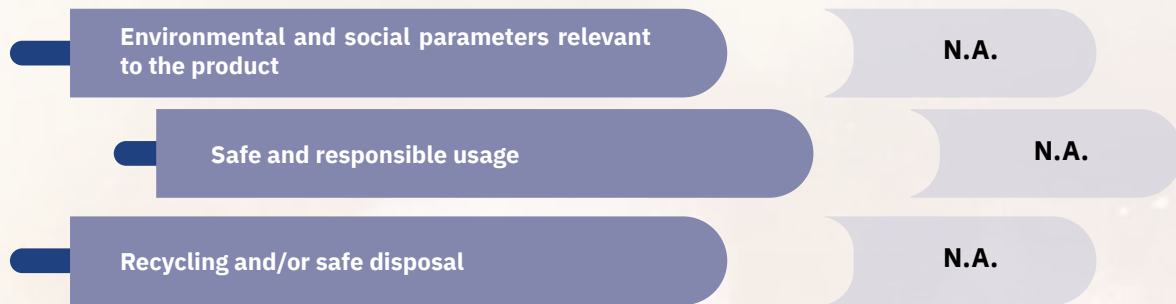 Environmental and social parameters relevant
to the product
N.A.
Safe and responsible usage
N.A.
Recycling and/or safe disposal
N.A.